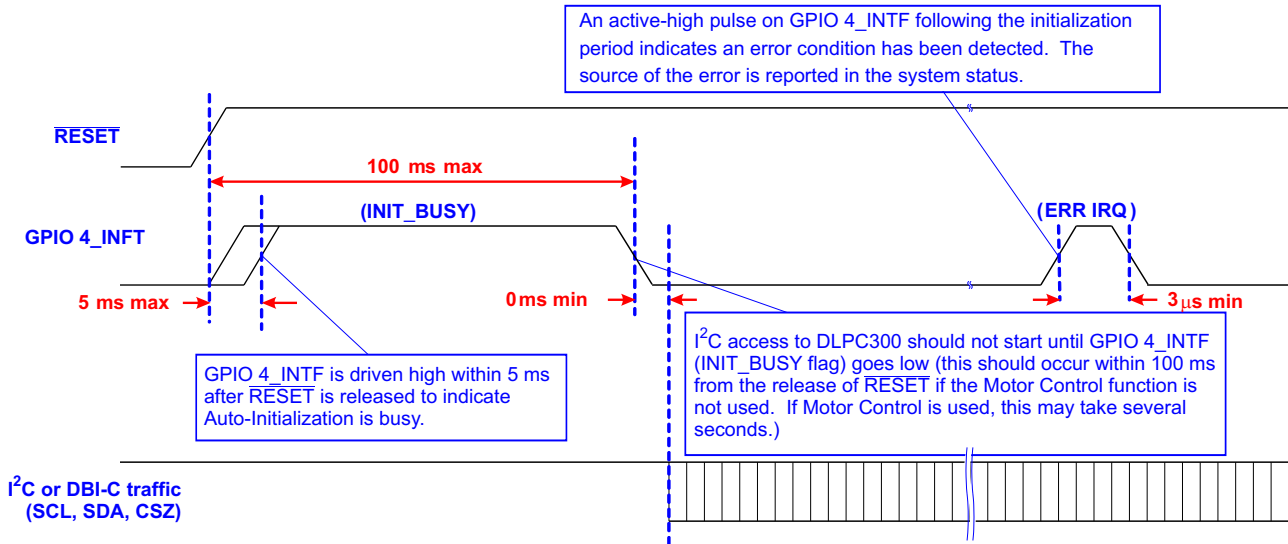 An active-high pulse on GPIO 4_INTF following the initialization
period indicates an error condition has been detected. The
source of the error is reported in the system status.
RESET
100 ms max
(INIT_BUSY)
(ERR IRQ)
GPIO 4_INFT
5 ms max
0 ms min
3 μs min
GPIO 4_INTF is driven high within 5 ms
after RESET is released to indicate
Auto-Initialization is busy.
I²C access to DLPC300 should not start until GPIO 4_INTF
(INIT_BUSY flag) goes low (this should occur within 100 ms
from the release of RESET if the Motor Control function is
not used. If Motor Control is used, this may take several
seconds.)
I²C or DBI-C traffic
(SCL, SDA, CSZ)